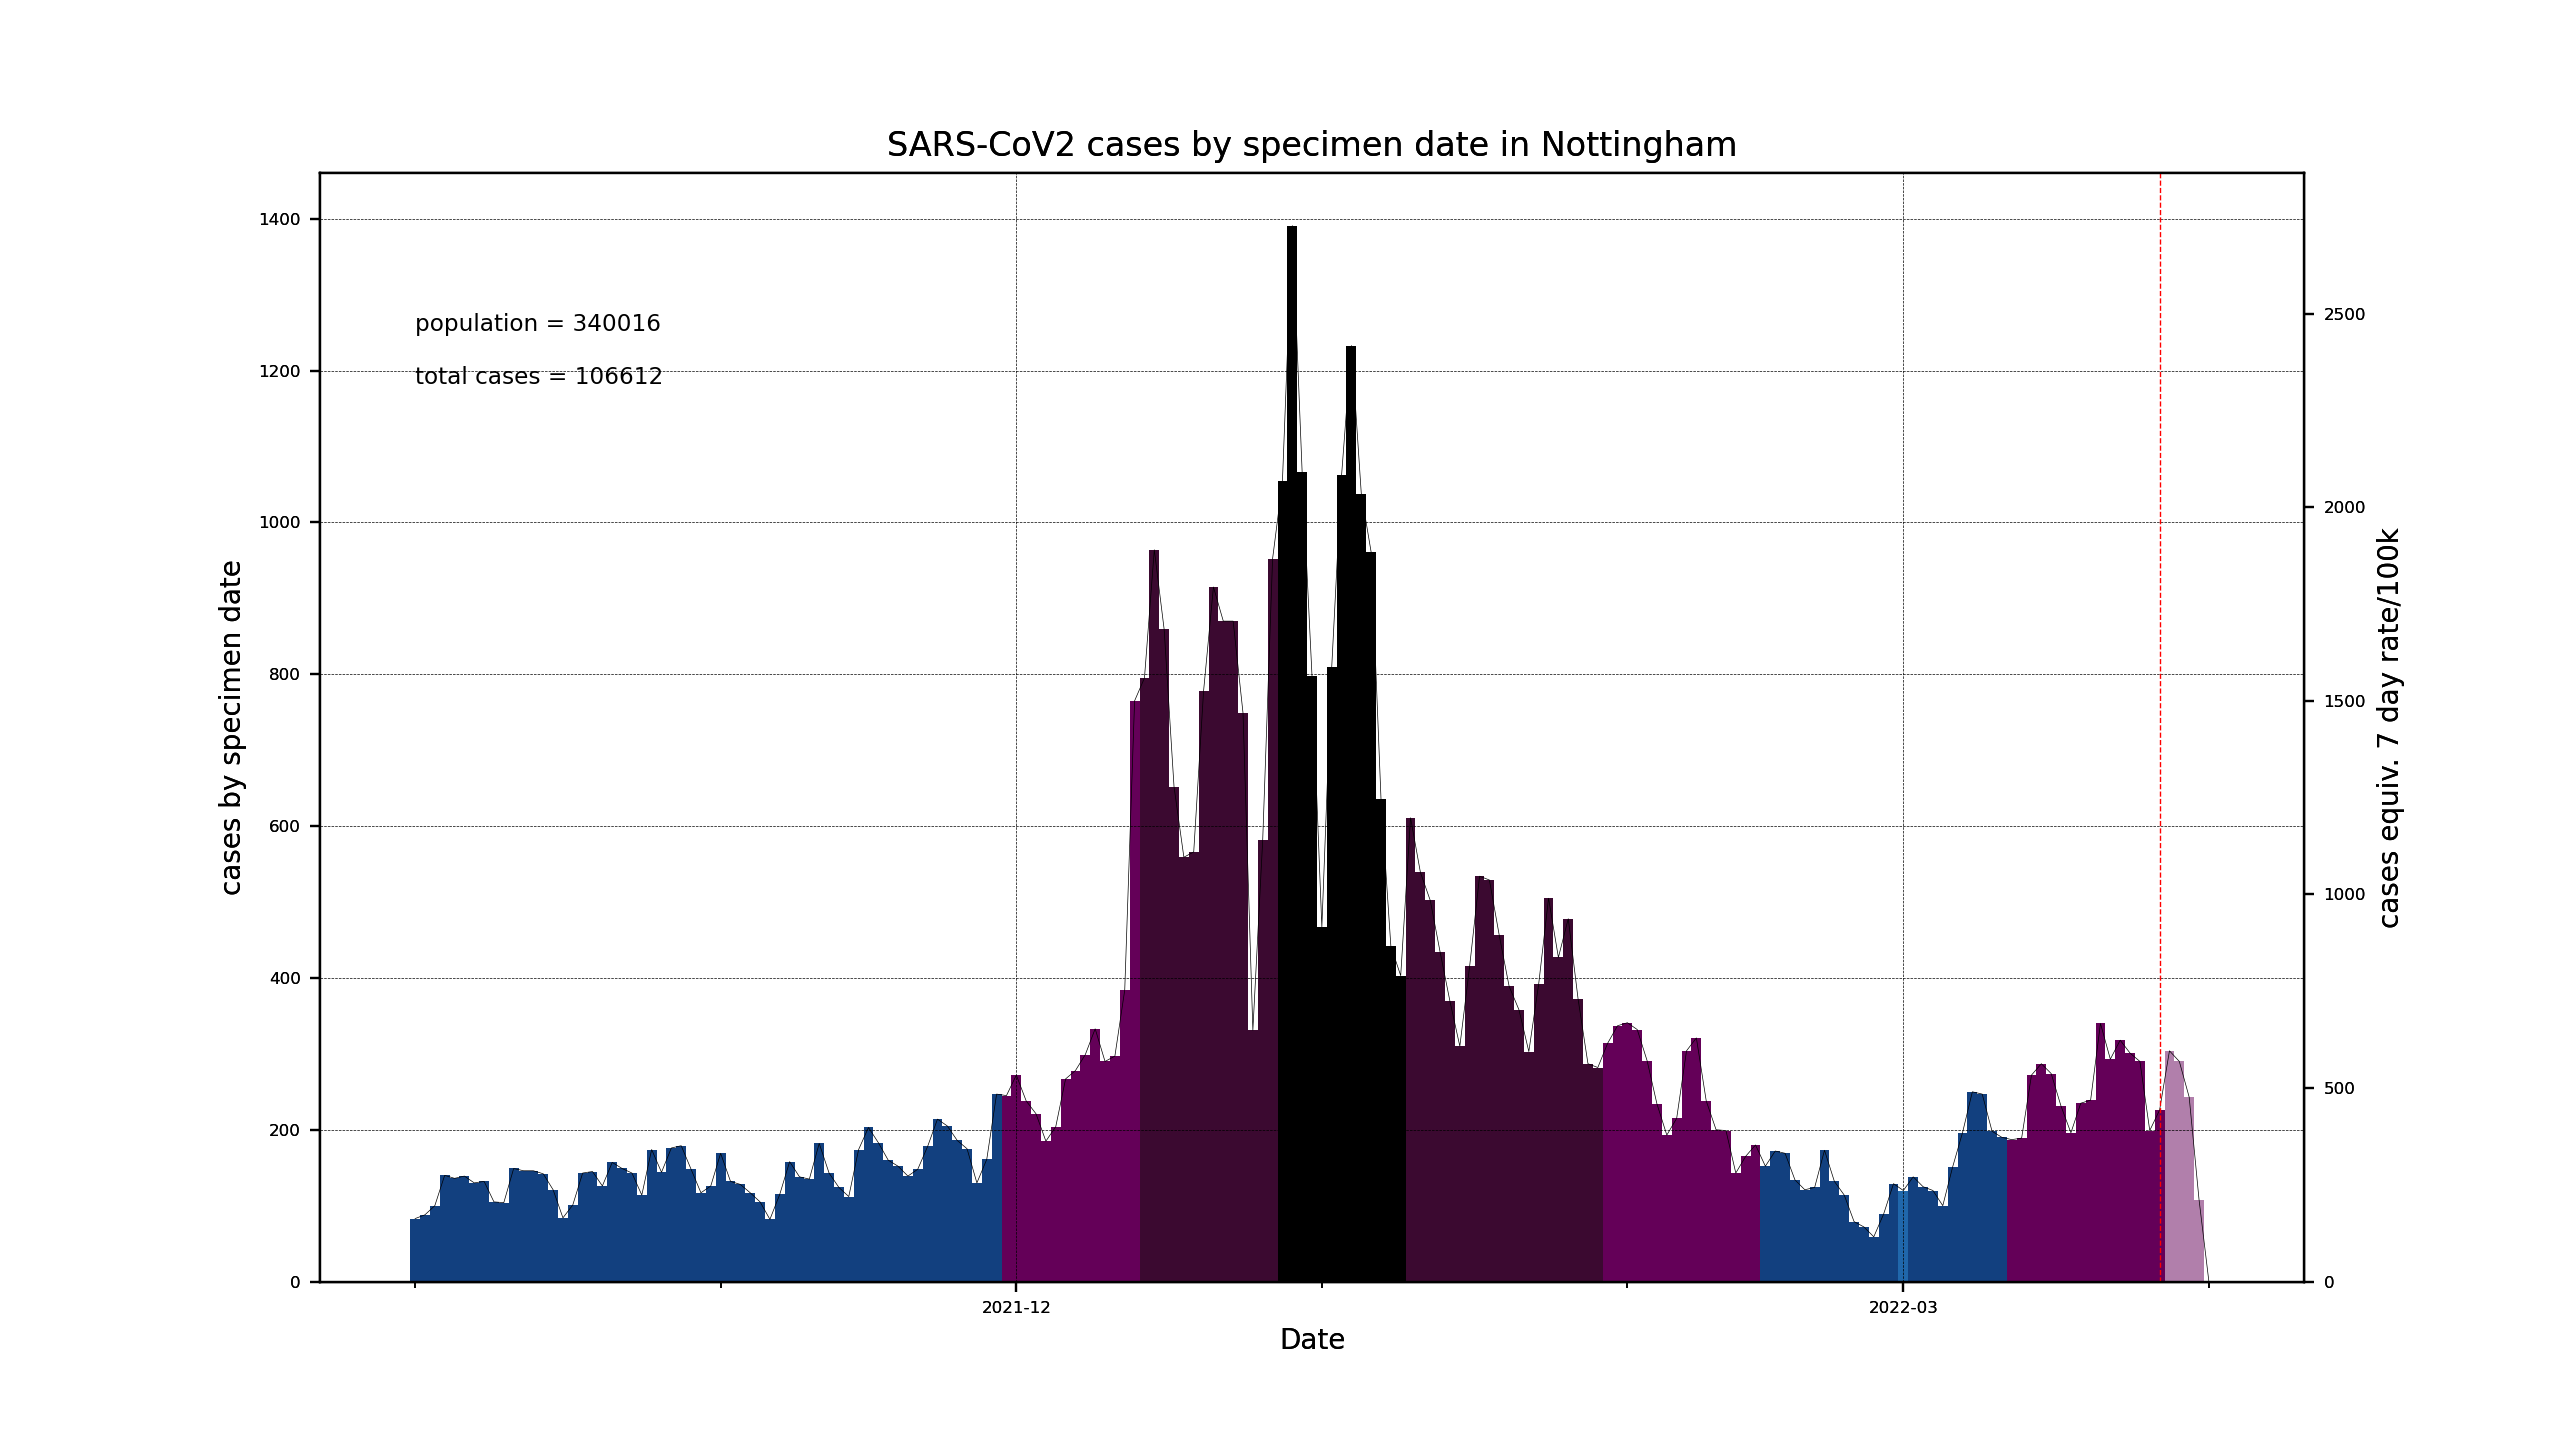 SARS-CoV2 cases by specimen date in Nottingham
population = 340016
total cases = 106612
cases by specimen date
1400
1200
1000
800
600
400
200
0
2500
2000
1500
1000
500
0
cases equiv. 7 day rate/100k
2021-12
2022-03
Date